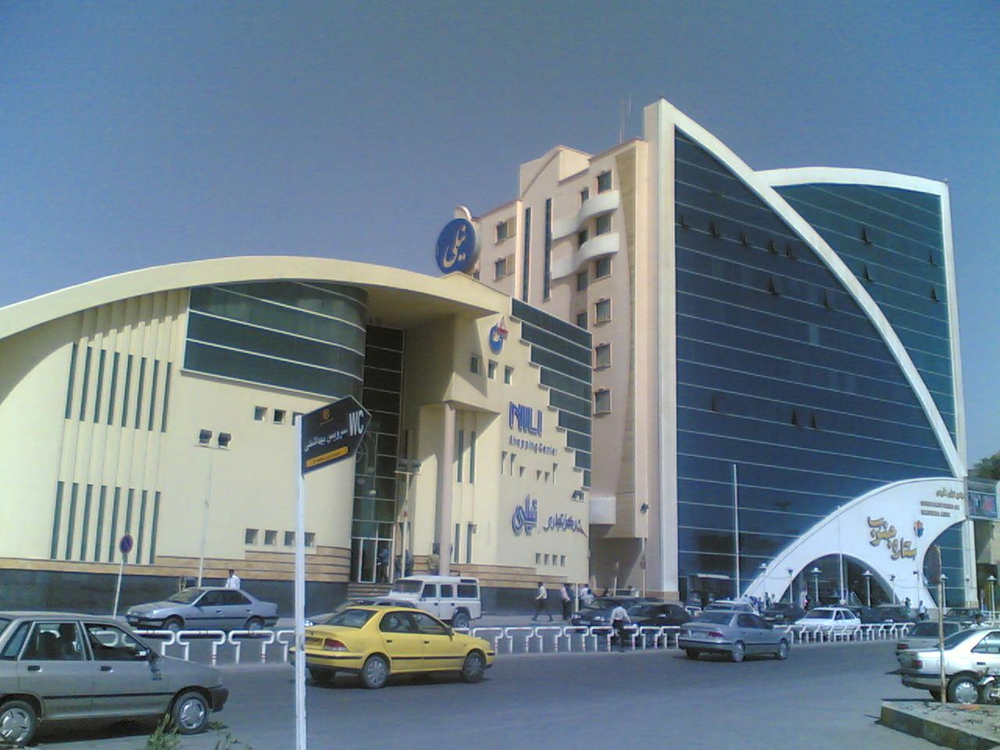 نیلی
NILI
Shopping Center
مرکز تجاری
نیلی
WC
سرویس بهداشتی
ستاره جنوب